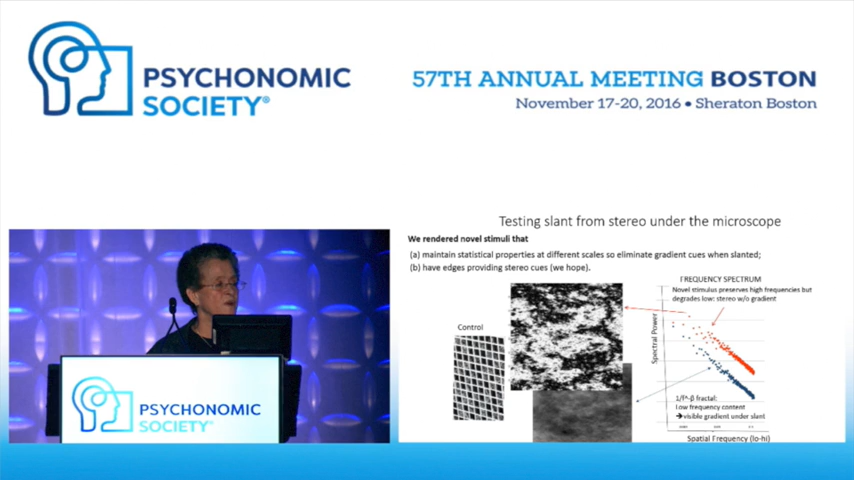 PSYCHONOMIC
SOCIETY®
57TH ANNUAL MEETING BOSTON
November 17-20, 2016 • Sheraton Boston
Testing slant from stereo under the microscope
We rendered novel stimuli that
(a) maintain statistical properties at different scales so eliminate gradient cues when slanted;
(b) have edges providing stereo cues (we hope).
FREQUENCY SPECTRUM
Novel stimulus preserves high frequencies but
degrades low: stereo w/o gradient
Control
Spectral Power
1/f^-β fractal:
Low frequency content
→visible gradient under slant
Spatial Frequency (lo-hi)
PSYCHONOMIC
SOCIETY®